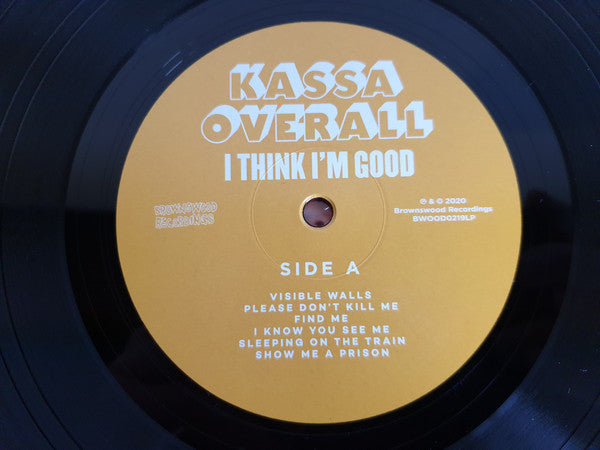 KASSA
OVERALL
I THINK I'M GOOD
BROWNSWOOD
RECORDINGS
℗ & © 2020
Brownswood Recordings
BWOOD0219LP
SIDE A
VISIBLE WALLS
PLEASE DON'T KILL ME
FIND ME
I KNOW YOU SEE ME
SLEEPING ON THE TRAIN
SHOW ME A PRISON